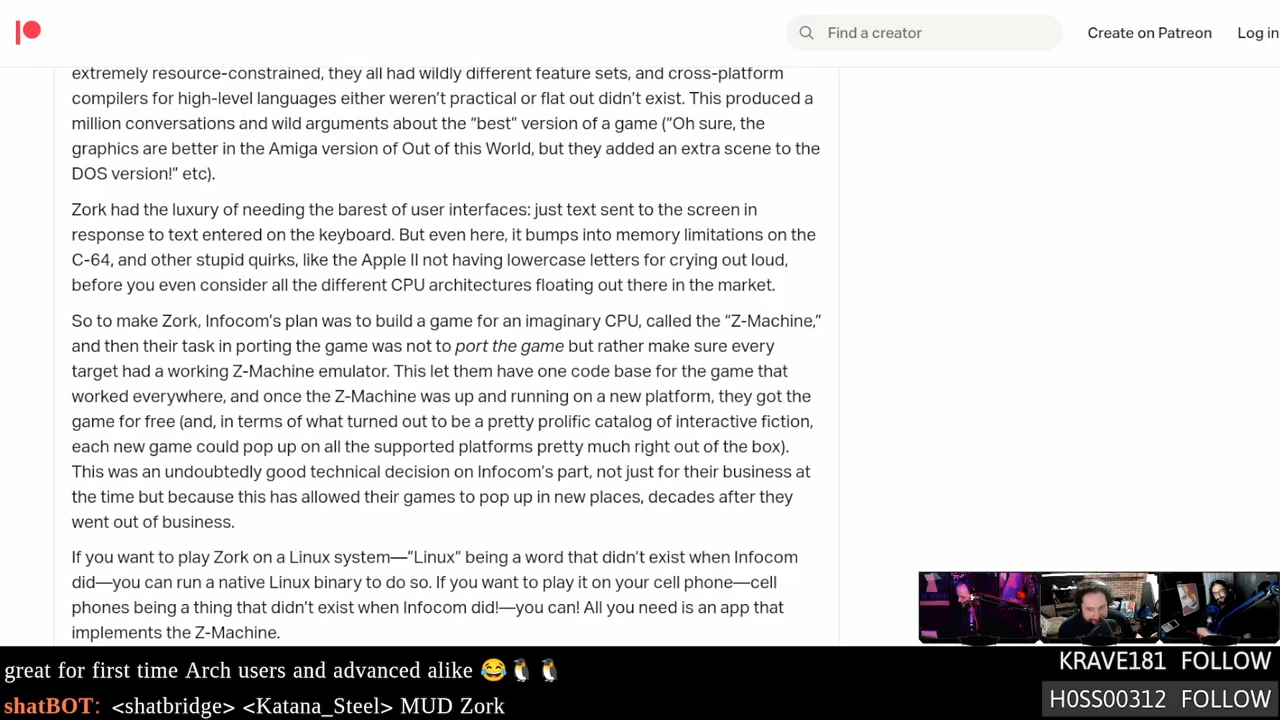 Find a creator
Create on Patreon
Log in
extremely resource-constrained, they all had wildly different feature sets, and cross-platform
compilers for high-level languages either weren’t practical or flat out didn’t exist. This produced a
million conversations and wild arguments about the “best” version of a game (“Oh sure, the
graphics are better in the Amiga version of Out of this World, but they added an extra scene to the
DOS version!” etc).
Zork had the luxury of needing the barest of user interfaces: just text sent to the screen in
response to text entered on the keyboard. But even here, it bumps into memory limitations on the
C-64, and other stupid quirks, like the Apple II not having lowercase letters for crying out loud,
before you even consider all the different CPU architectures floating out there in the market.
So to make Zork, Infocom’s plan was to build a game for an imaginary CPU, called the “Z-Machine,”
and then their task in porting the game was not to port the game but rather make sure every
target had a working Z-Machine emulator. This let them have one code base for the game that
worked everywhere, and once the Z-Machine was up and running on a new platform, they got the
game for free (and, in terms of what turned out to be a pretty prolific catalog of interactive fiction,
each new game could pop up on all the supported platforms pretty much right out of the box).
This was an undoubtedly good technical decision on Infocom’s part, not just for their business at
the time but because this has allowed their games to pop up in new places, decades after they
went out of business.
If you want to play Zork on a Linux system—”Linux” being a word that didn’t exist when Infocom
did—you can run a native Linux binary to do so. If you want to play it on your cell phone—cell
phones being a thing that didn’t exist when Infocom did!—you can! All you need is an app that
implements the Z-Machine.
great for first time Arch users and advanced alike 😂🐧🐧
shatBOT: <shatbridge> <Katana_Steel> MUD Zork
KRAVE181 FOLLOW
H0SS00312 FOLLOW